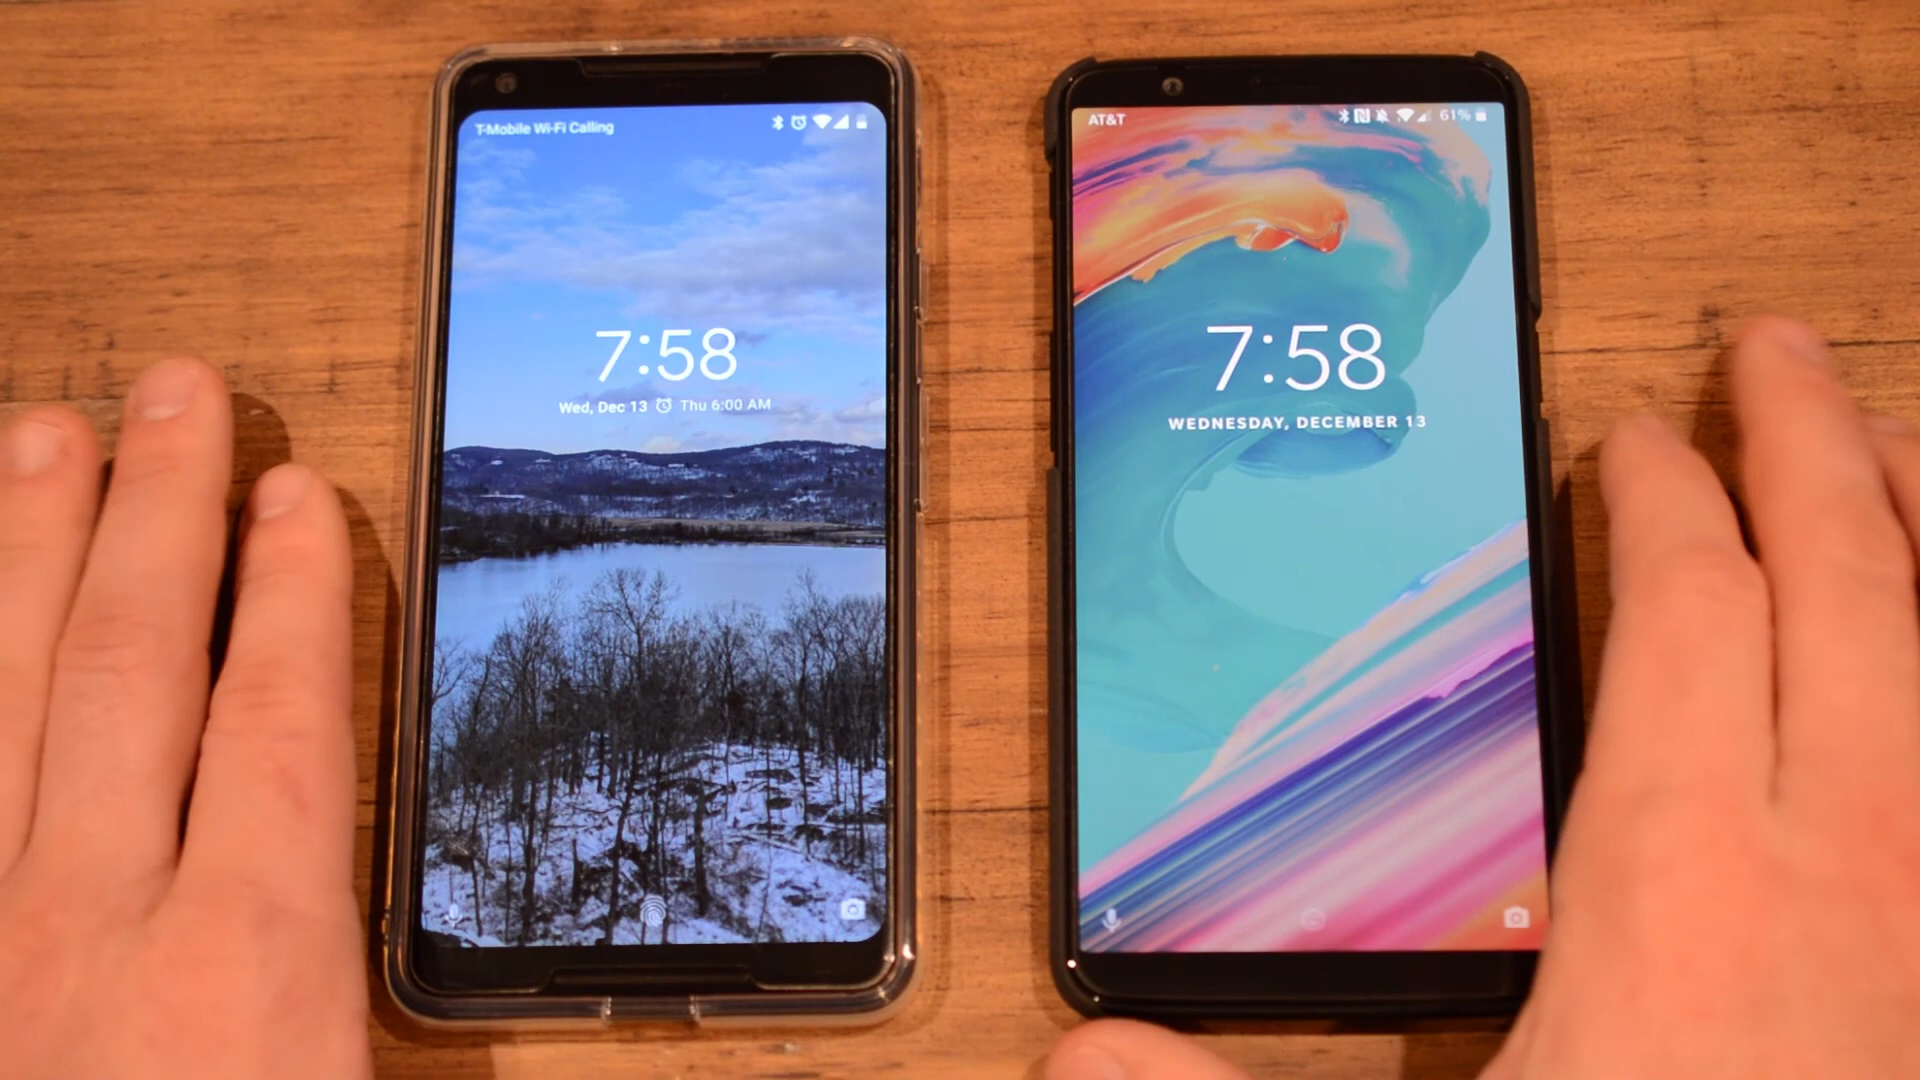 T-Mobile Wi-Fi Calling
7:58
Wed, Dec 13 Thu 6:00 AM
AT&T
61%
7:58
WEDNESDAY, DECEMBER 13